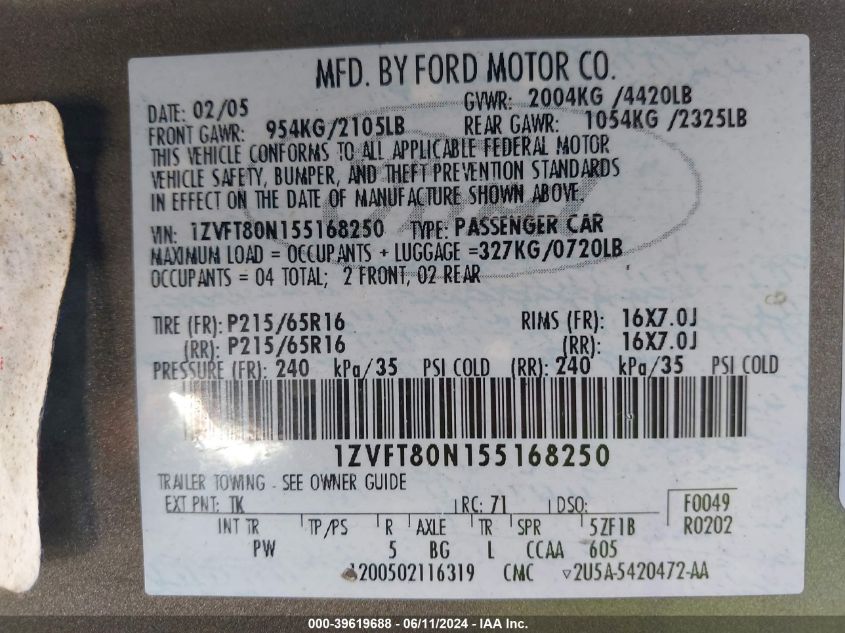 MFD. BY FORD MOTOR CO.
DATE: 02/05 GVWR: 2004KG /4420LB
FRONT GAWR: 954KG/2105LB REAR GAWR: 1054KG /2325LB
THIS VEHICLE CONFORMS TO ALL APPLICABLE FEDERAL MOTOR
VEHICLE SAFETY, BUMPER, AND THEFT PREVENTION STANDARDS
IN EFFECT ON THE DATE OF MANUFACTURE SHOWN ABOVE.
VIN: 1ZVFT80N155168250 TYPE: PASSENGER CAR
MAXIMUM LOAD = OCCUPANTS + LUGGAGE =327KG/0720LB
OCCUPANTS = 04 TOTAL; 2 FRONT, 02 REAR
TIRE (FR): P215/65R16 RIMS (FR): 16X7.0J
(RR): P215/65R16 (RR): 16X7.0J
PRESSURE (FR): 240 kPa/35 PSI COLD (RR): 240 kPa/35 PSI COLD
1ZVFT80N155168250
TRAILER TOWING - SEE OWNER GUIDE
EXT PNT: TK RC: 71 DSO: F0049
INT TR TP/PS R AXLE TR SPR 5ZF1B R0202
PW 5 BG L CCAA 605
200502116319 CMC ▽2U5A-5420472-AA
000-39619688 - 06/11/2024 - IAA Inc.